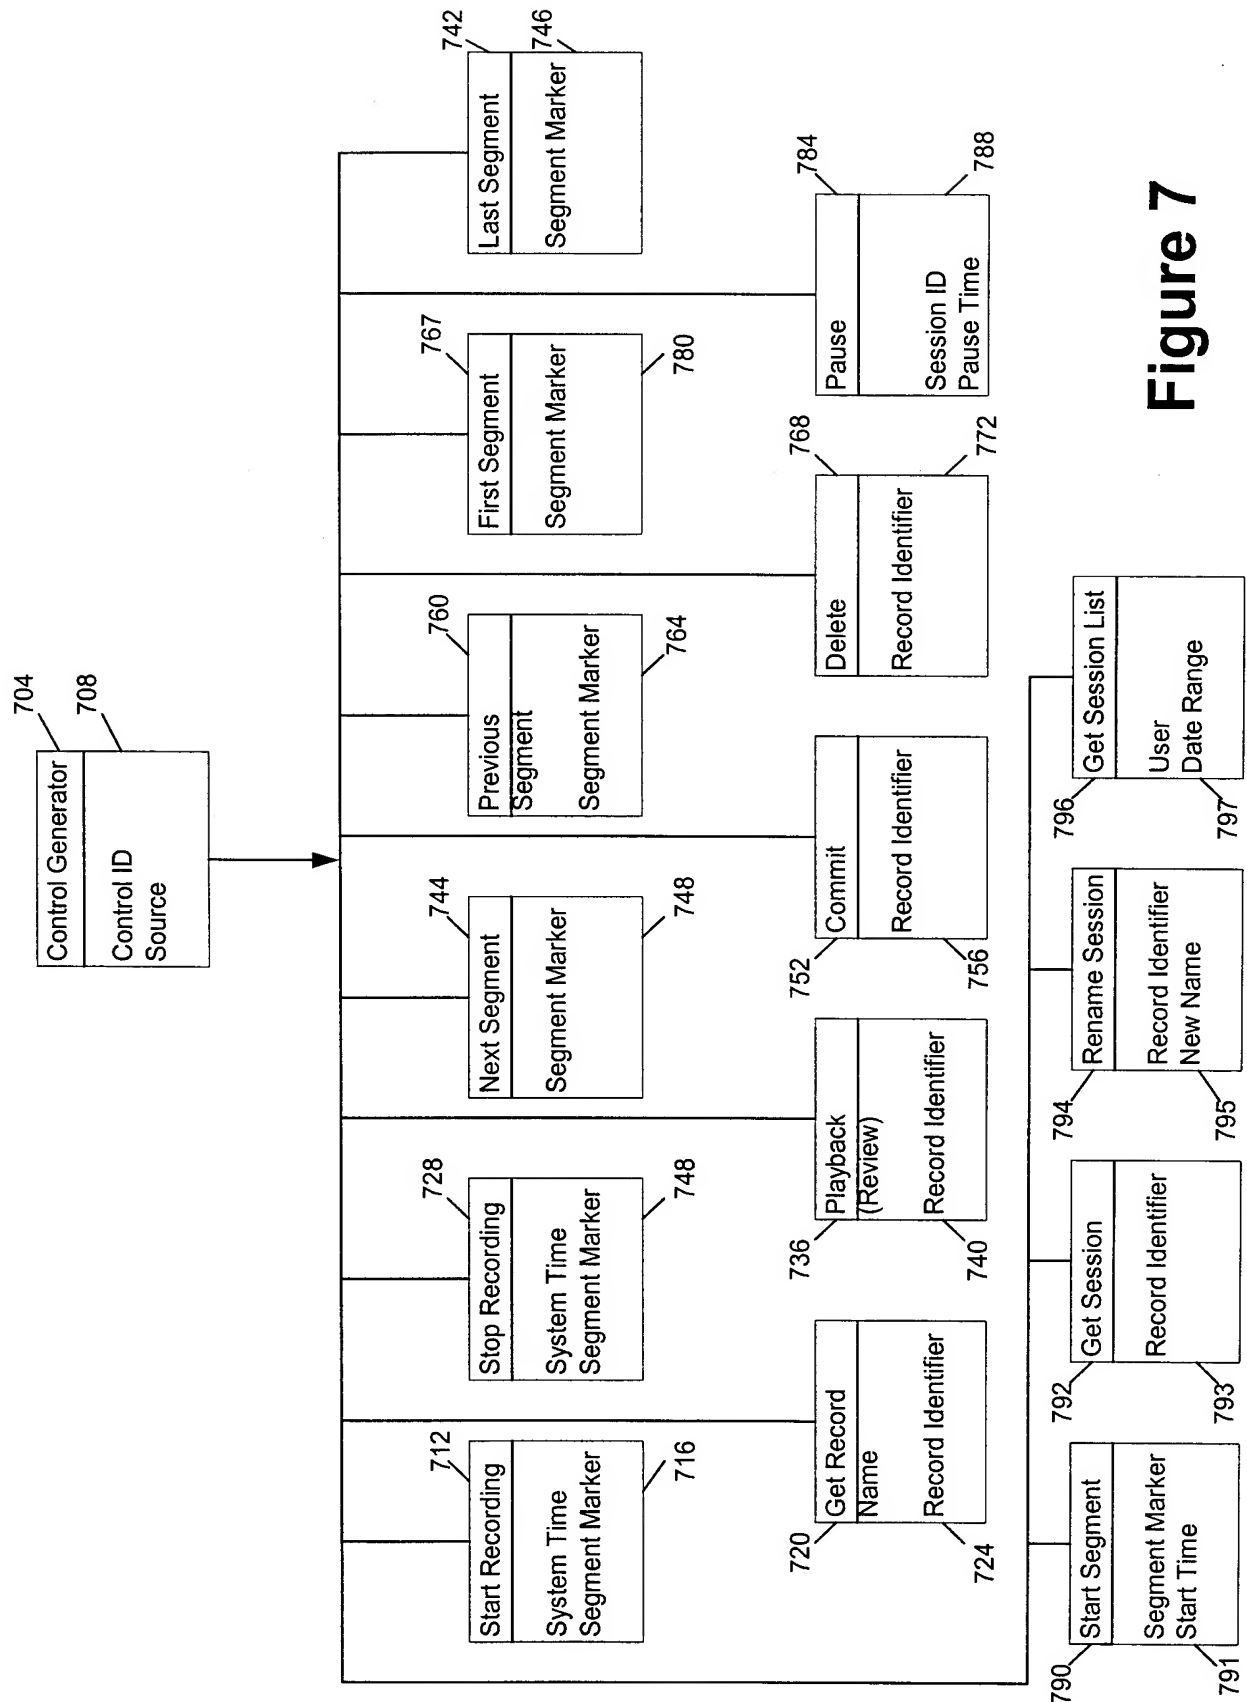 704
Control Generator
708
Control ID
Source
712
Start Recording
System Time
Segment Marker
716
728
Stop Recording
System Time
Segment Marker
748
744
Next Segment
Segment Marker
748
760
Previous
Segment
Segment Marker
764
767
First Segment
Segment Marker
780
742
Last Segment
746
Segment Marker
720
Get Record
Name
Record Identifier
724
736
Playback
(Review)
Record Identifier
740
752
Commit
Record Identifier
756
768
Delete
Record Identifier
772
784
Pause
Session ID
Pause Time
788
790
Start Segment
Segment Marker
Start Time
791
792
Get Session
Record Identifier
793
794
Rename Session
Record Identifier
New Name
795
796
Get Session List
User
Date Range
797
Figure 7